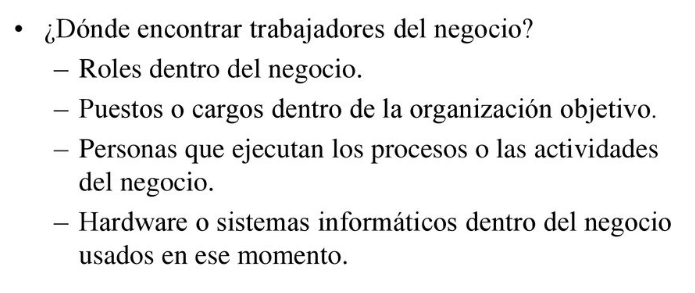 • ¿Dónde encontrar trabajadores del negocio?
– Roles dentro del negocio.
– Puestos o cargos dentro de la organización objetivo.
– Personas que ejecutan los procesos o las actividades
del negocio.
– Hardware o sistemas informáticos dentro del negocio
usados en ese momento.